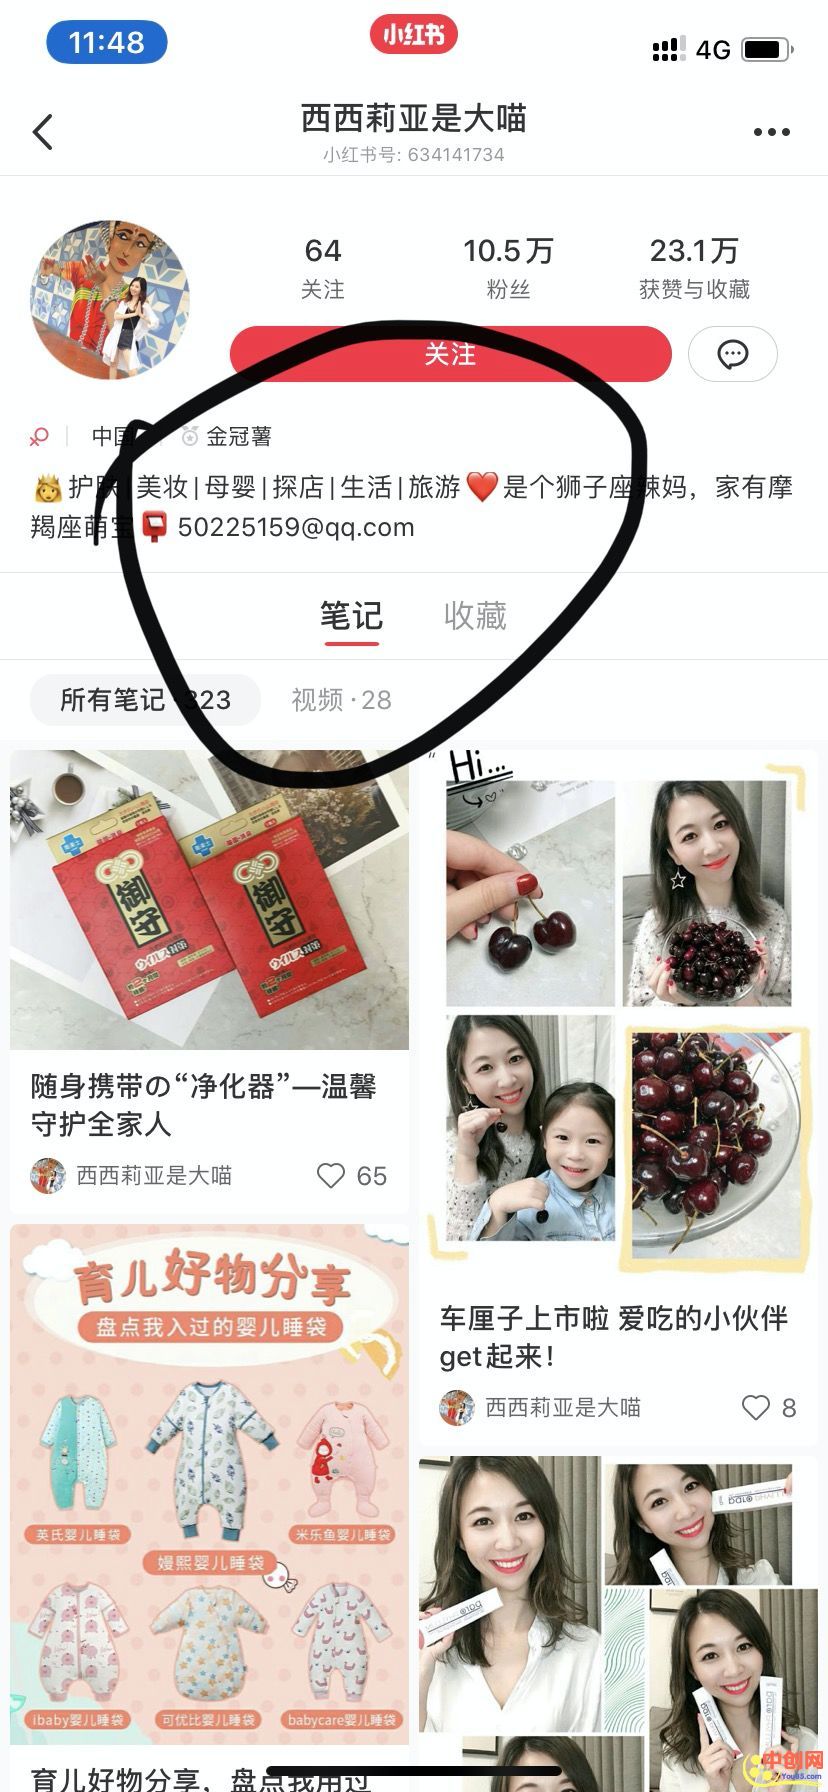 11:48
小红书
4G
西西莉亚是大喵
小红书号: 634141734
64
10.5万
23.1万
关注
粉丝
获赞与收藏
关注
中国
金冠薯
👸护肤|美妆|母婴|探店|生活|旅游❤️是个狮子座辣妈，家有摩
羯座萌宝📮50225159@qq.com
笔记
收藏
所有笔记 · 323
视频 · 28
御守
御守
随身携带の“净化器”—温馨
守护全家人
西西莉亚是大喵
65
Hi...
车厘子上市啦 爱吃的小伙伴
get起来！
西西莉亚是大喵
8
育儿好物分享
盘点我入过的婴儿睡袋
英氏婴儿睡袋
米乐鱼婴儿睡袋
嫚熙婴儿睡袋
ibaby婴儿睡袋
可优比婴儿睡袋
babycare婴儿睡袋
育儿好物分享，盘点我用过
中创网